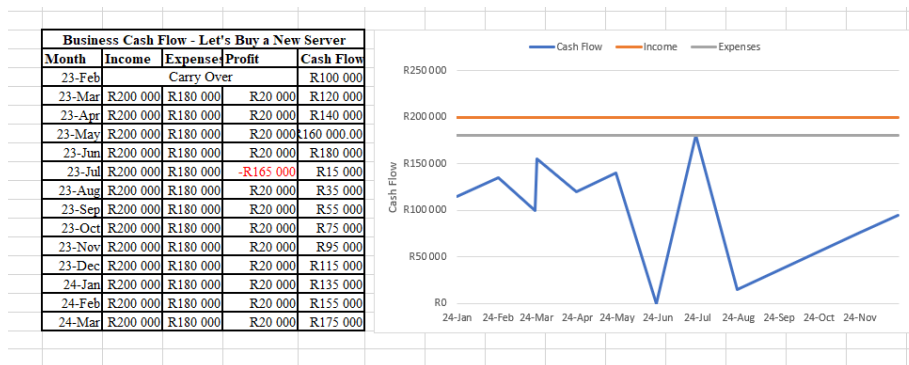 Business Cash Flow - Let's Buy a New Server
Month Income Expenses Profit Cash Flow
23-Feb Carry Over R100 000
23-Mar R200 000 R180 000 R20 000 R120 000
23-Apr R200 000 R180 000 R20 000 R140 000
23-May R200 000 R180 000 R20 000 R160 000.00
23-Jun R200 000 R180 000 R20 000 R180 000
23-Jul R200 000 R180 000 -R165 000 R15 000
23-Aug R200 000 R180 000 R20 000 R35 000
23-Sep R200 000 R180 000 R20 000 R55 000
23-Oct R200 000 R180 000 R20 000 R75 000
23-Nov R200 000 R180 000 R20 000 R95 000
23-Dec R200 000 R180 000 R20 000 R115 000
24-Jan R200 000 R180 000 R20 000 R135 000
24-Feb R200 000 R180 000 R20 000 R155 000
24-Mar R200 000 R180 000 R20 000 R175 000
Cash Flow Income Expenses
R250 000
R200 000
R150 000
R100 000
R50 000
R0
Cash Flow
24-Jan 24-Feb 24-Mar 24-Apr 24-May 24-Jun 24-Jul 24-Aug 24-Sep 24-Oct 24-Nov